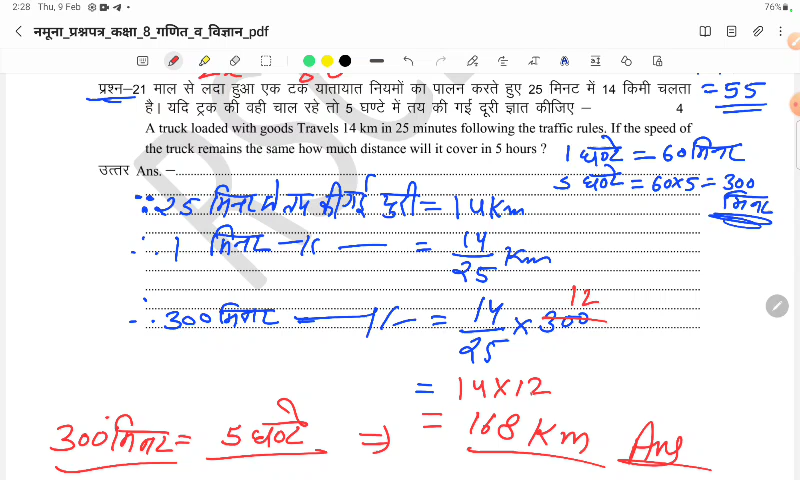 2:28 Thu, 9 Feb 76%
नमूना_प्रश्नपत्र_कक्षा_8_गणित_व_विज्ञान_pdf
प्रश्न–21 माल से लदा हुआ एक टक यातायात नियमों का पालन करते हुए 25 मिनट में 14 किमी चलता = 55
है। यदि ट्रक की वही चाल रहे तो 5 घण्टे में तय की गई दूरी ज्ञात कीजिए – 4
A truck loaded with goods Travels 14 km in 25 minutes following the traffic rules. If the speed of
the truck remains the same how much distance will it cover in 5 hours ?
1 घण्टे = 60 मिनट
उत्तर Ans. –
5 घण्टे = 60×5 = 300
मिनट
∵ 25 मिनट में तय की गई दुरी = 14 Km
∴ 1 मिनट –〃– = 14/25 Km
∴ 300 मिनट –〃– = 14/25 × 300 12
= 14×12
= 168 Km Ans
300 मिनट = 5 घण्टे ⇒